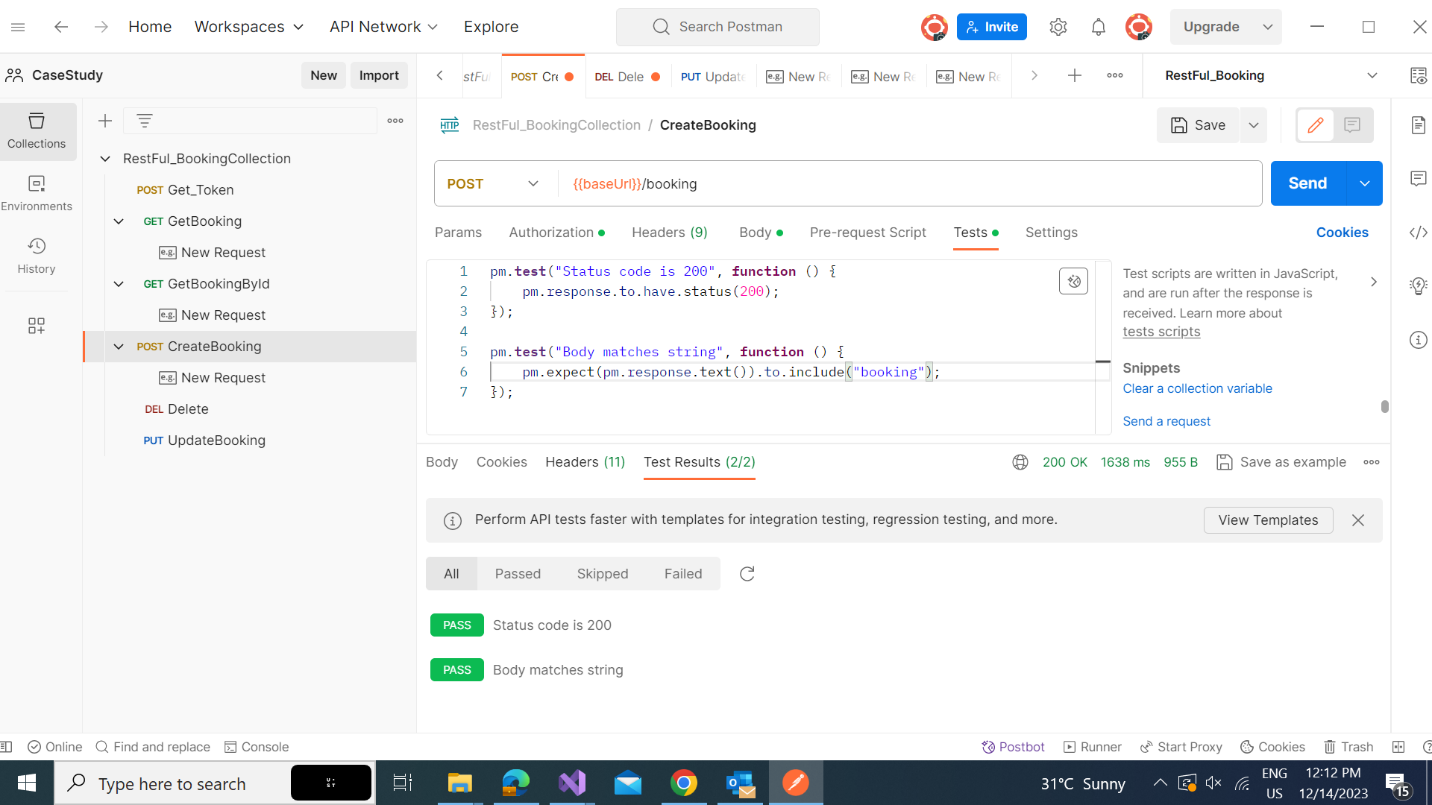 Home Workspaces API Network Explore Search Postman Invite Upgrade
CaseStudy New Import
POST Cre DEL Dele PUT Update New Re New Re New Re RestFul_Booking
Collections
Environments
History
RestFul_BookingCollection
POST Get_Token
GET GetBooking
e.g. New Request
GET GetBookingById
e.g. New Request
POST CreateBooking
e.g. New Request
DEL Delete
PUT UpdateBooking
HTTP RestFul_BookingCollection / CreateBooking Save
POST {{baseUrl}}/booking Send
Params Authorization Headers (9) Body Pre-request Script Tests Settings Cookies
1 pm.test("Status code is 200", function () {
2 pm.response.to.have.status(200);
3 });
4
5 pm.test("Body matches string", function () {
6 pm.expect(pm.response.text()).to.include("booking");
7 });
Test scripts are written in JavaScript,
and are run after the response is
received. Learn more about
tests scripts
Snippets
Clear a collection variable
Send a request
Body Cookies Headers (11) Test Results (2/2) 200 OK 1638 ms 955 B Save as example
Perform API tests faster with templates for integration testing, regression testing, and more. View Templates
All Passed Skipped Failed
PASS Status code is 200
PASS Body matches string
Online Find and replace Console Postbot Runner Start Proxy Cookies Trash
Type here to search 31°C Sunny ENG 12:12 PM
US 12/14/2023 15